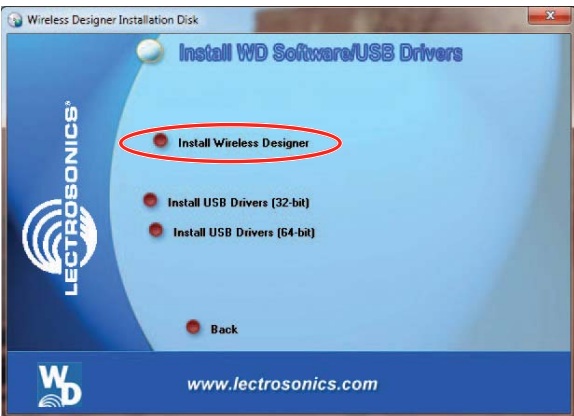 Wireless Designer Installation Disk
Install WD Software/USB Drivers
LECTROSONICS®
Install Wireless Designer
Install USB Drivers (32-bit)
Install USB Drivers (64-bit)
Back
WD
www.lectrosonics.com